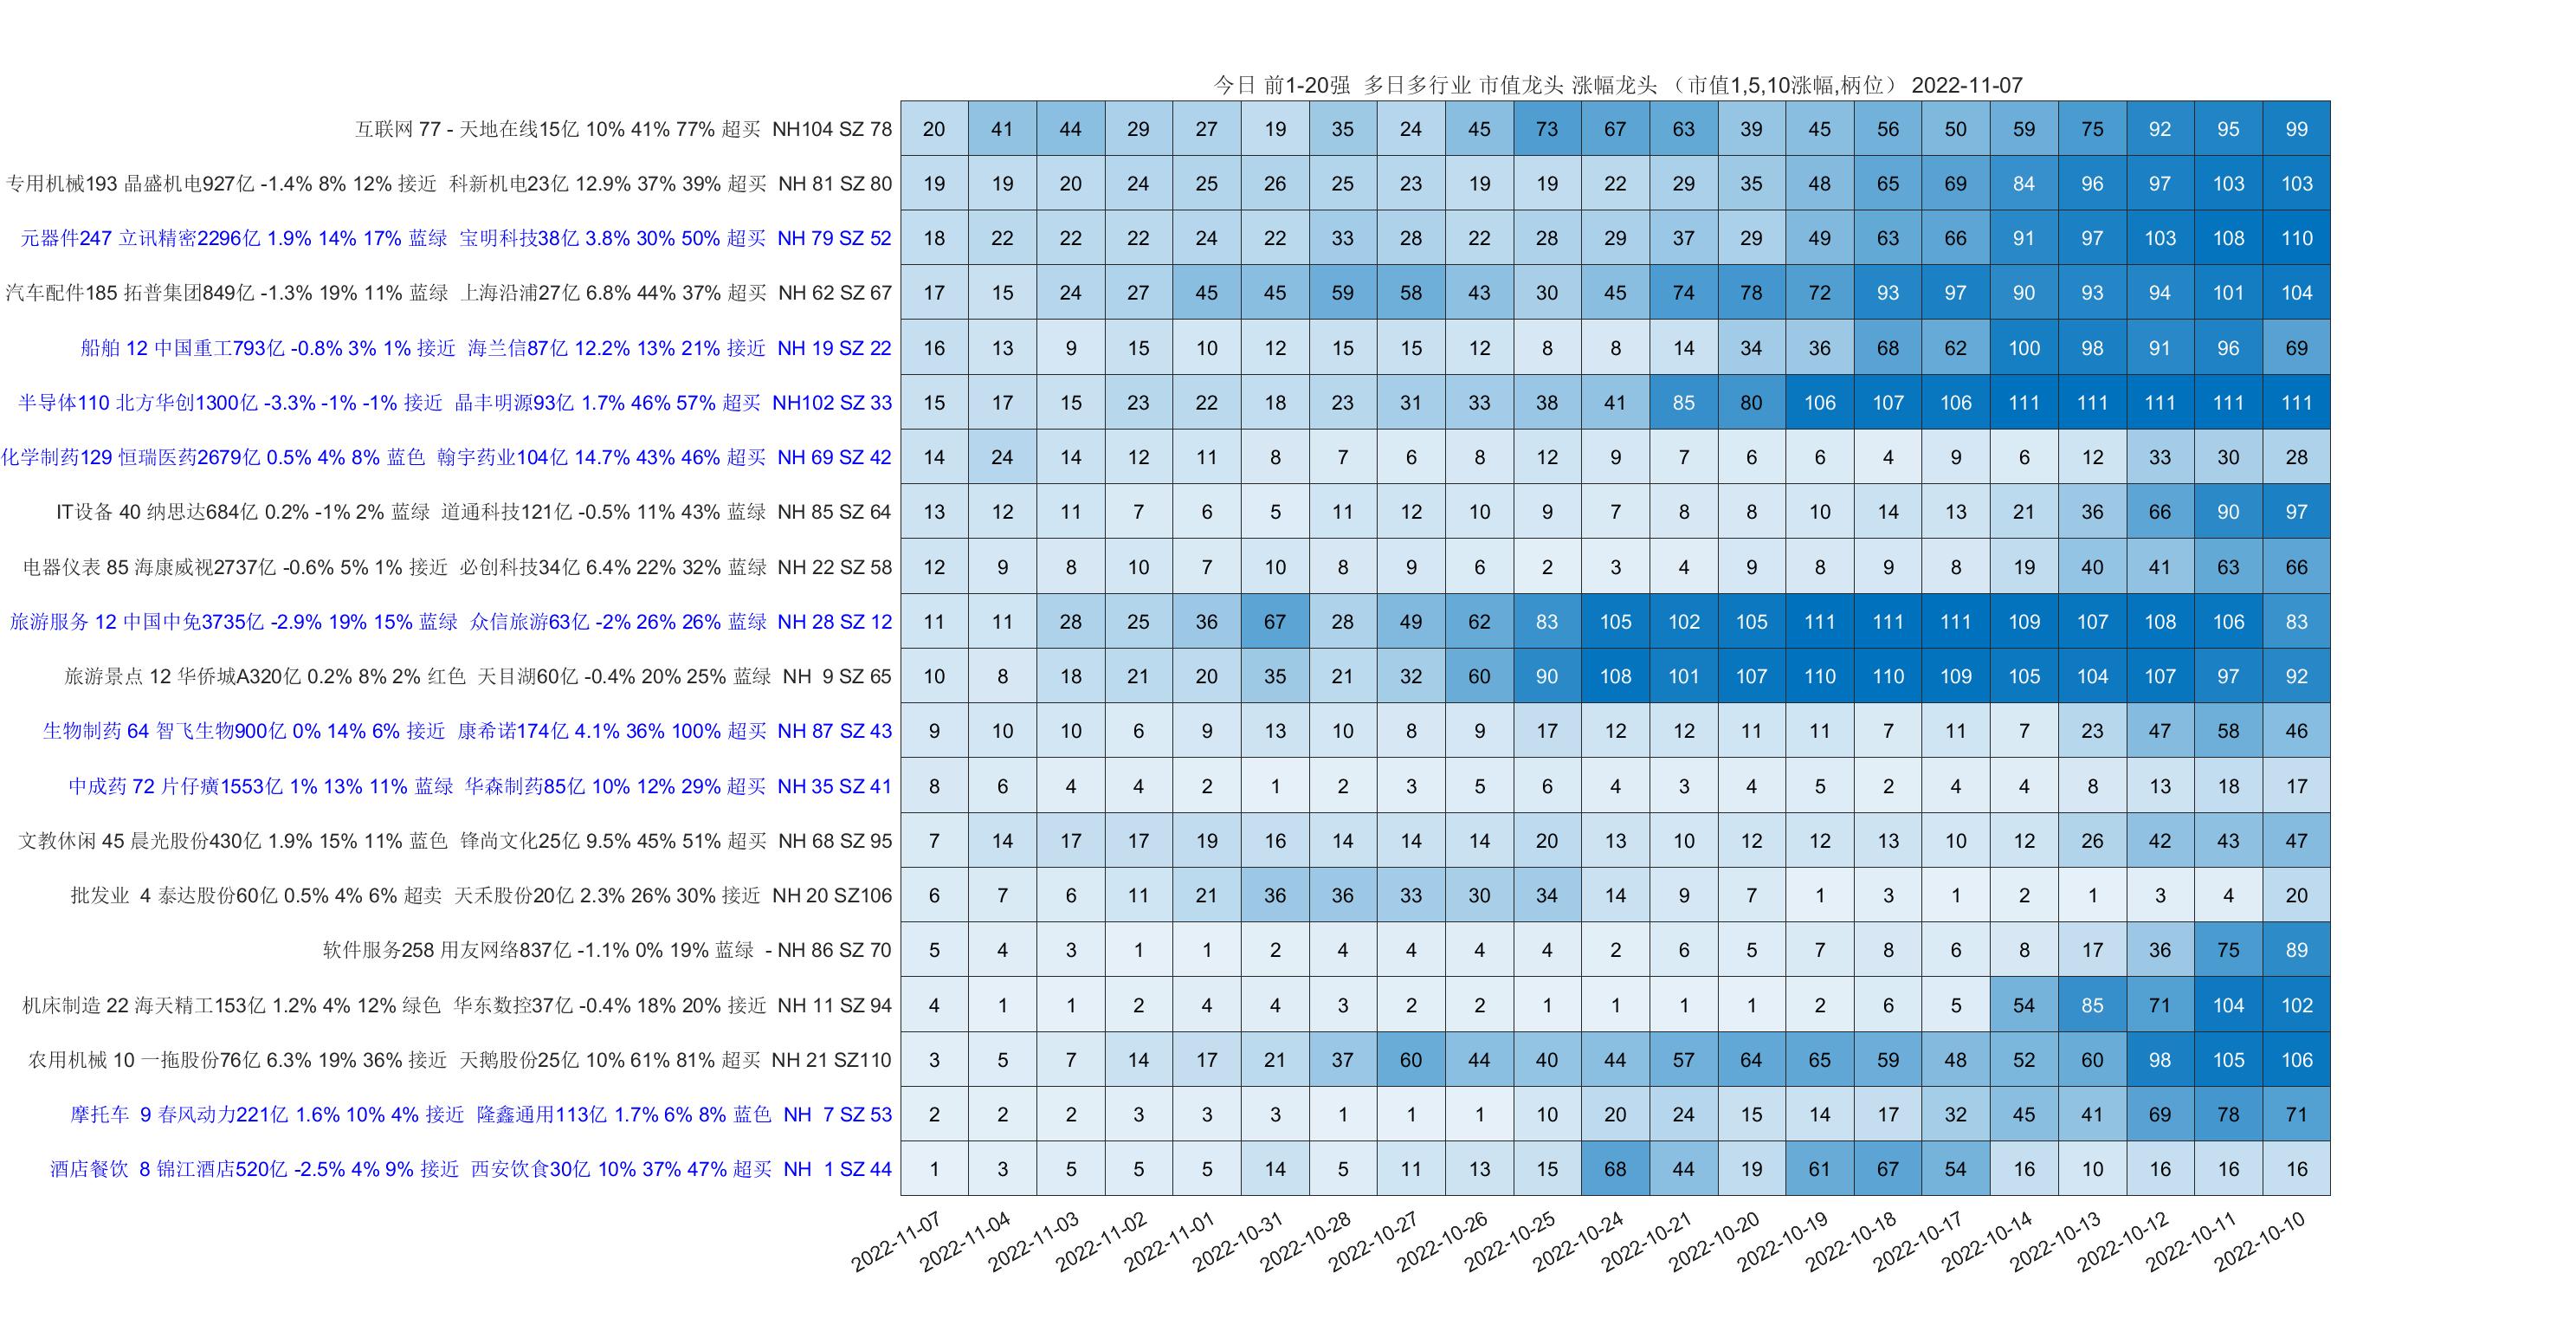 今日 前1-20强 多日多行业 市值龙头 涨幅龙头 （市值1,5,10涨幅,柄位） 2022-11-07
互联网 77 - 天地在线15亿 10% 41% 77% 超买 NH104 SZ 78 20 41 44 29 27 19 35 24 45 73 67 63 39 45 56 50 59 75 92 95 99
专用机械193 晶盛机电927亿 -1.4% 8% 12% 接近 科新机电23亿 12.9% 37% 39% 超买 NH 81 SZ 80 19 19 20 24 25 26 25 23 19 19 22 29 35 48 65 69 84 96 97 103 103
元器件247 立讯精密2296亿 1.9% 14% 17% 蓝绿 宝明科技38亿 3.8% 30% 50% 超买 NH 79 SZ 52 18 22 22 22 24 22 33 28 22 28 29 37 29 49 63 66 91 97 103 108 110
汽车配件185 拓普集团849亿 -1.3% 19% 11% 蓝绿 上海沿浦27亿 6.8% 44% 37% 超买 NH 62 SZ 67 17 15 24 27 45 45 59 58 43 30 45 74 78 72 93 97 90 93 94 101 104
船舶 12 中国重工793亿 -0.8% 3% 1% 接近 海兰信87亿 12.2% 13% 21% 接近 NH 19 SZ 22 16 13 9 15 10 12 15 15 12 8 8 14 34 36 68 62 100 98 91 96 69
半导体110 北方华创1300亿 -3.3% -1% -1% 接近 晶丰明源93亿 1.7% 46% 57% 超买 NH102 SZ 33 15 17 15 23 22 18 23 31 33 38 41 85 80 106 107 106 111 111 111 111 111
化学制药129 恒瑞医药2679亿 0.5% 4% 8% 蓝色 翰宇药业104亿 14.7% 43% 46% 超买 NH 69 SZ 42 14 24 14 12 11 8 7 6 8 12 9 7 6 6 4 9 6 12 33 30 28
IT设备 40 纳思达684亿 0.2% -1% 2% 蓝绿 道通科技121亿 -0.5% 11% 43% 蓝绿 NH 85 SZ 64 13 12 11 7 6 5 11 12 10 9 7 8 8 10 14 13 21 36 66 90 97
电器仪表 85 海康威视2737亿 -0.6% 5% 1% 接近 必创科技34亿 6.4% 22% 32% 蓝绿 NH 22 SZ 58 12 9 8 10 7 10 8 9 6 2 3 4 9 8 9 8 19 40 41 63 66
旅游服务 12 中国中免3735亿 -2.9% 19% 15% 蓝绿 众信旅游63亿 -2% 26% 26% 蓝绿 NH 28 SZ 12 11 11 28 25 36 67 28 49 62 83 105 102 105 111 111 111 109 107 108 106 83
旅游景点 12 华侨城A320亿 0.2% 8% 2% 红色 天目湖60亿 -0.4% 20% 25% 蓝绿 NH 9 SZ 65 10 8 18 21 20 35 21 32 60 90 108 101 107 110 110 109 105 104 107 97 92
生物制药 64 智飞生物900亿 0% 14% 6% 接近 康希诺174亿 4.1% 36% 100% 超买 NH 87 SZ 43 9 10 10 6 9 13 10 8 9 17 12 12 11 11 7 11 7 23 47 58 46
中成药 72 片仔癀1553亿 1% 13% 11% 蓝绿 华森制药85亿 10% 12% 29% 超买 NH 35 SZ 41 8 6 4 4 2 1 2 3 5 6 4 3 4 5 2 4 4 8 13 18 17
文教休闲 45 晨光股份430亿 1.9% 15% 11% 蓝色 锋尚文化25亿 9.5% 45% 51% 超买 NH 68 SZ 95 7 14 17 17 19 16 14 14 14 20 13 10 12 12 13 10 12 26 42 43 47
批发业 4 泰达股份60亿 0.5% 4% 6% 超卖 天禾股份20亿 2.3% 26% 30% 接近 NH 20 SZ106 6 7 6 11 21 36 36 33 30 34 14 9 7 1 3 1 2 1 3 4 20
软件服务258 用友网络837亿 -1.1% 0% 19% 蓝绿 - NH 86 SZ 70 5 4 3 1 1 2 4 4 4 4 2 6 5 7 8 6 8 17 36 75 89
机床制造 22 海天精工153亿 1.2% 4% 12% 绿色 华东数控37亿 -0.4% 18% 20% 接近 NH 11 SZ 94 4 1 1 2 4 4 3 2 2 1 1 1 1 2 6 5 54 85 71 104 102
农用机械 10 一拖股份76亿 6.3% 19% 36% 接近 天鹅股份25亿 10% 61% 81% 超买 NH 21 SZ110 3 5 7 14 17 21 37 60 44 40 44 57 64 65 59 48 52 60 98 105 106
摩托车 9 春风动力221亿 1.6% 10% 4% 接近 隆鑫通用113亿 1.7% 6% 8% 蓝色 NH 7 SZ 53 2 2 2 3 3 3 1 1 1 10 20 24 15 14 17 32 45 41 69 78 71
酒店餐饮 8 锦江酒店520亿 -2.5% 4% 9% 接近 西安饮食30亿 10% 37% 47% 超买 NH 1 SZ 44 1 3 5 5 5 14 5 11 13 15 68 44 19 61 67 54 16 10 16 16 16
2022-11-07 2022-11-04 2022-11-03 2022-11-02 2022-11-01 2022-10-31 2022-10-28 2022-10-27 2022-10-26 2022-10-25 2022-10-24 2022-10-21 2022-10-20 2022-10-19 2022-10-18 2022-10-17 2022-10-14 2022-10-13 2022-10-12 2022-10-11 2022-10-10